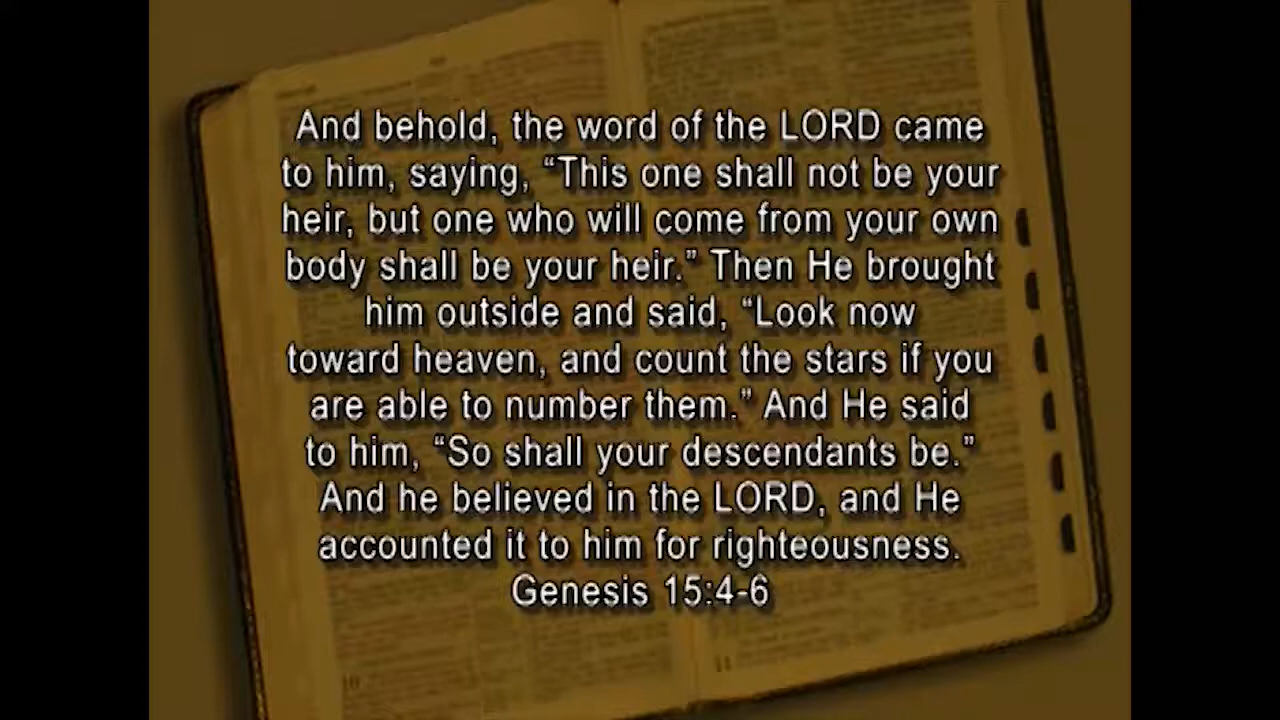 And behold, the word of the LORD came
to him, saying, “This one shall not be your
heir, but one who will come from your own
body shall be your heir.” Then He brought
him outside and said, “Look now
toward heaven, and count the stars if you
are able to number them.” And He said
to him, “So shall your descendants be.”
And he believed in the LORD, and He
accounted it to him for righteousness.
Genesis 15:4-6
10
11